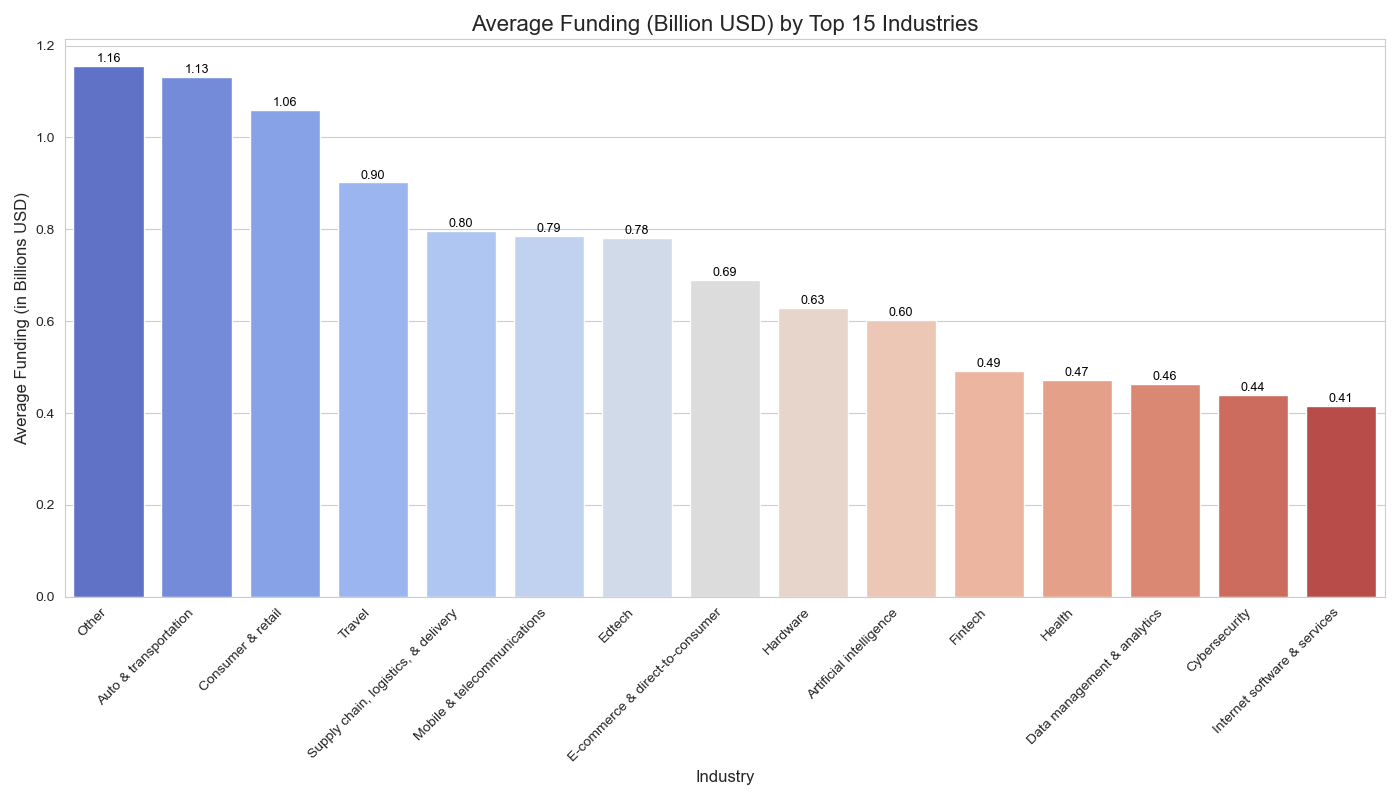 Average Funding (Billion USD) by Top 15 Industries
Average Funding (in Billions USD)
1.2
1.0
0.8
0.6
0.4
0.2
0.0
1.16
1.13
1.06
0.90
0.80
0.79
0.78
0.69
0.63
0.60
0.49
0.47
0.46
0.44
0.41
Other
Auto & transportation
Consumer & retail
Travel
Supply chain, logistics, & delivery
Mobile & telecommunications
Edtech
E-commerce & direct-to-consumer
Hardware
Artificial intelligence
Fintech
Health
Data management & analytics
Cybersecurity
Internet software & services
Industry